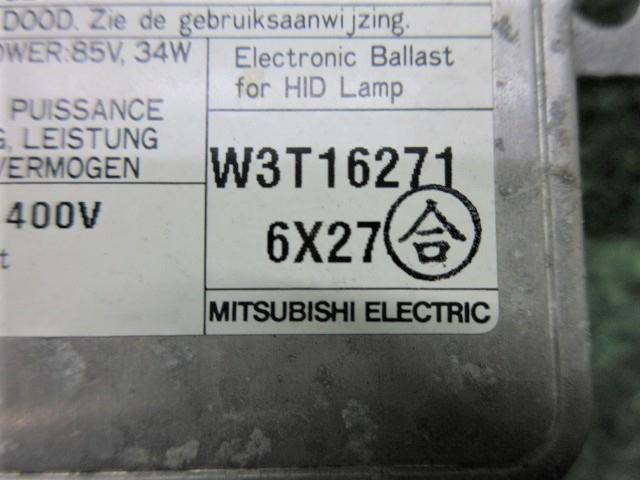 DOOD. Zie de gebruiksaanwijzing.
POWER:85V, 34W
PUISSANCE
LEISTUNG
VERMOGEN
400V
Electronic Ballast
for HID Lamp
W3T16271
6X27 合
MITSUBISHI ELECTRIC